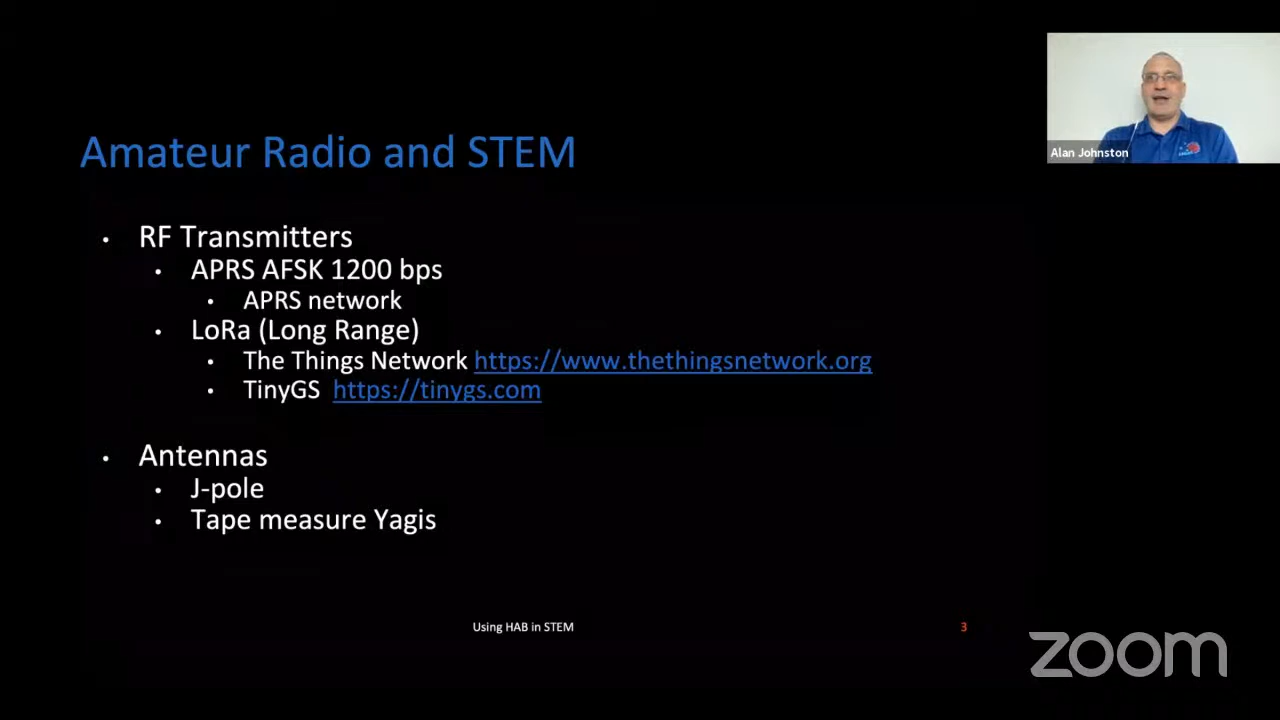 Amateur Radio and STEM
Alan Johnston
• RF Transmitters
• APRS AFSK 1200 bps
• APRS network
• LoRa (Long Range)
• The Things Network https://www.thethingsnetwork.org
• TinyGS https://tinygs.com
• Antennas
• J-pole
• Tape measure Yagis
Using HAB in STEM
3
zoom